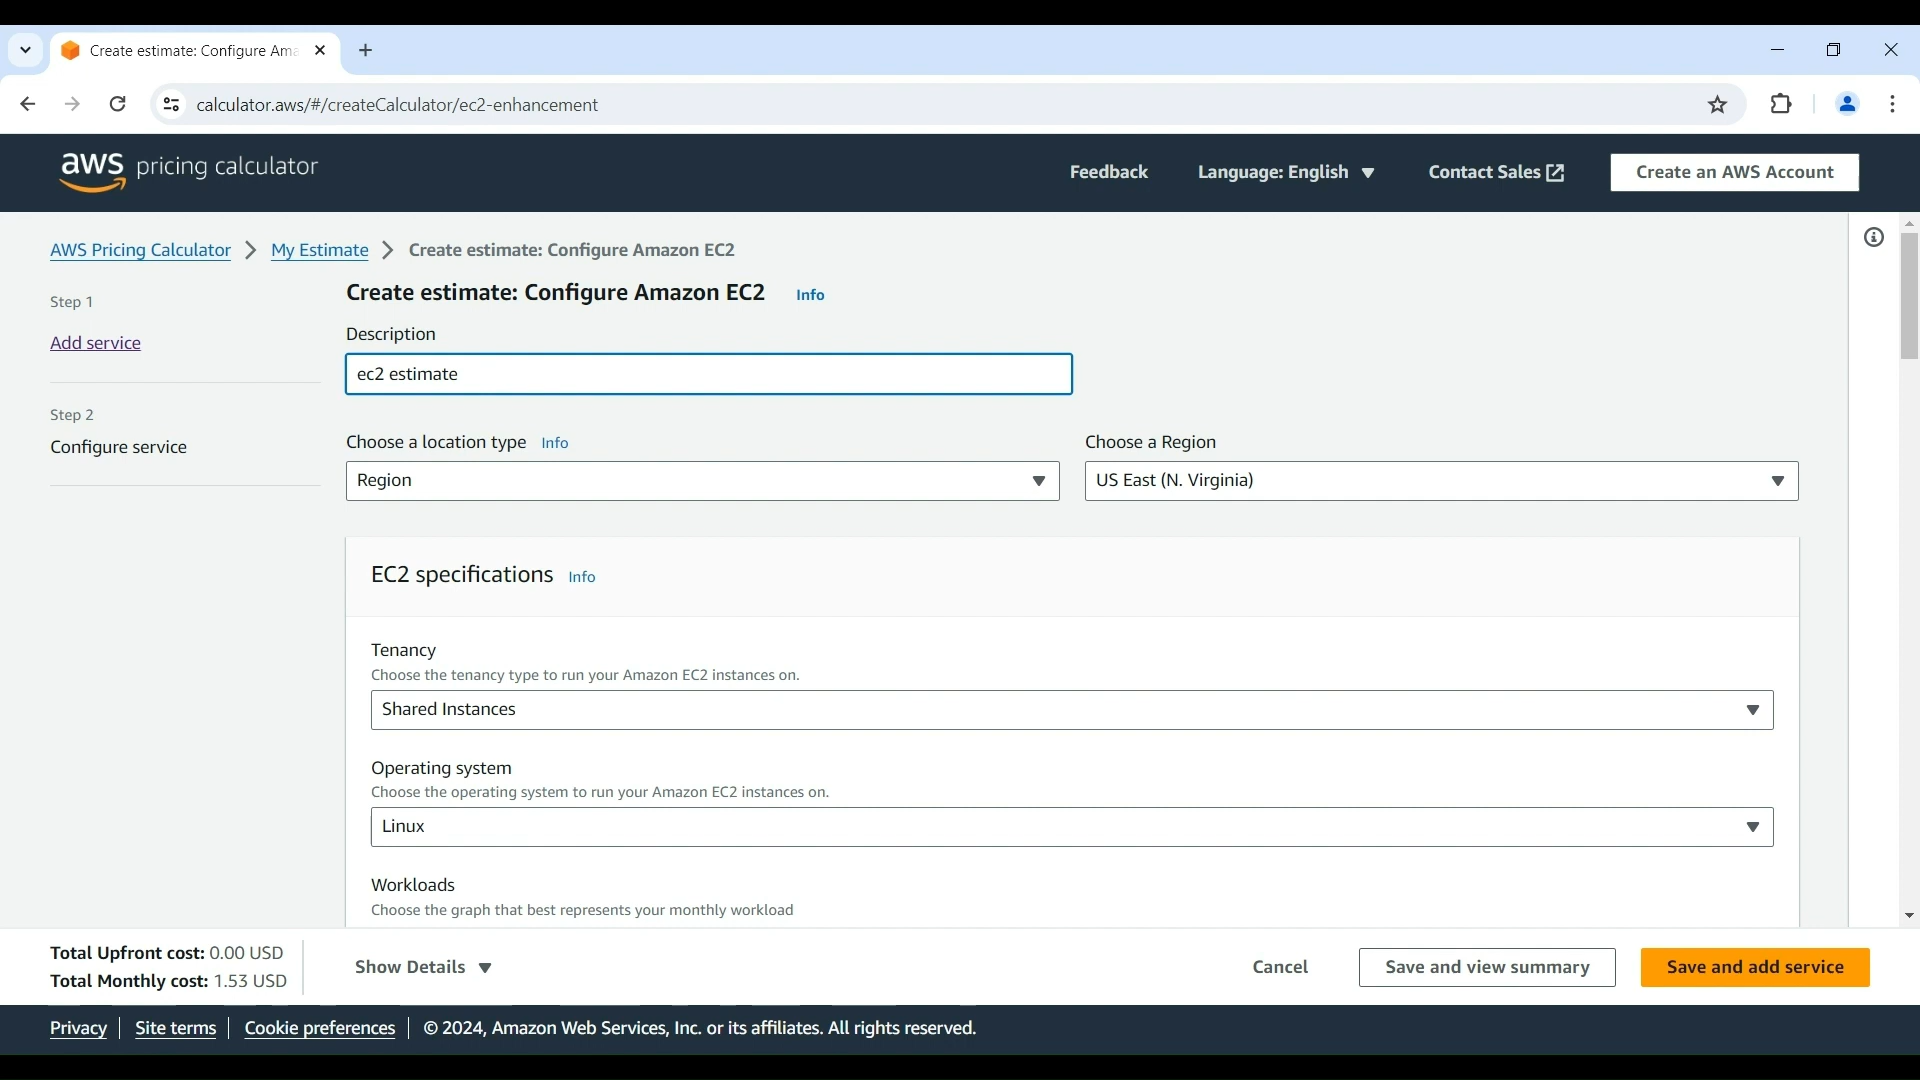 Create estimate: Configure Ama
calculator.aws/#/createCalculator/ec2-enhancement
aws pricing calculator
Feedback
Language: English
Contact Sales
Create an AWS Account
AWS Pricing Calculator
My Estimate
Create estimate: Configure Amazon EC2
Step 1
Add service
Step 2
Configure service
Create estimate: Configure Amazon EC2 Info
Description
ec2 estimate
Choose a location type Info
Region
Choose a Region
US East (N. Virginia)
EC2 specifications Info
Tenancy
Choose the tenancy type to run your Amazon EC2 instances on.
Shared Instances
Operating system
Choose the operating system to run your Amazon EC2 instances on.
Linux
Workloads
Choose the graph that best represents your monthly workload
Total Upfront cost: 0.00 USD
Total Monthly cost: 1.53 USD
Show Details
Cancel
Save and view summary
Save and add service
Privacy
Site terms
Cookie preferences
© 2024, Amazon Web Services, Inc. or its affiliates. All rights reserved.